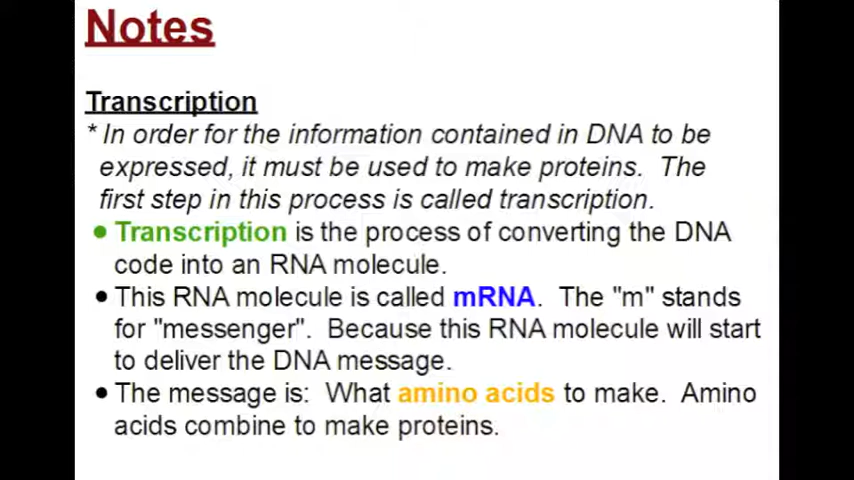 Notes
Transcription
* In order for the information contained in DNA to be
expressed, it must be used to make proteins. The
first step in this process is called transcription.
● Transcription is the process of converting the DNA
code into an RNA molecule.
● This RNA molecule is called mRNA. The "m" stands
for "messenger". Because this RNA molecule will start
to deliver the DNA message.
● The message is: What amino acids to make. Amino
acids combine to make proteins.